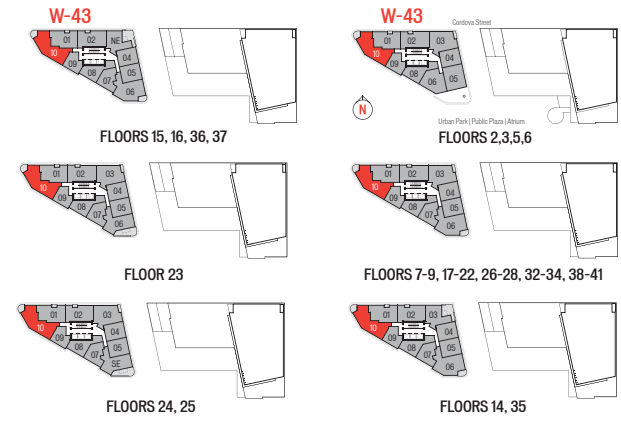 W-43
W-43
Cordova Street
01 02 NE
10 04
09 05
08 07 06
01 02 03
10 04
09 05
08 07 06
N
Urban Park | Public Plaza | Atrium
FLOORS 15, 16, 36, 37
FLOORS 2,3,5,6
01 02 03
10 04
09 05
08 07 06
01 02 03
10 04
09 05
08 07 06
FLOOR 23
FLOORS 7-9, 17-22, 26-28, 32-34, 38-41
01 02 03
10 04
09 05
08 07 SE
01 02 03
10 04
09 05
08 07 06
FLOORS 24, 25
FLOORS 14, 35